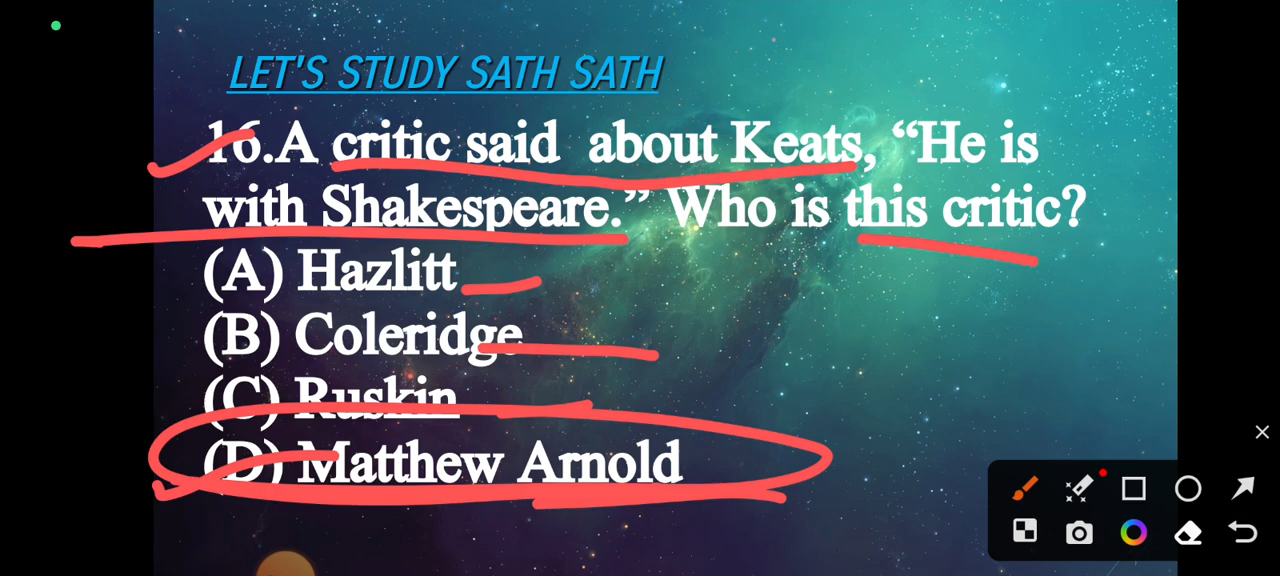 LET'S STUDY SATH SATH
16.A critic said about Keats, “He is
with Shakespeare.” Who is this critic?
(A) Hazlitt
(B) Coleridge
(C) Ruskin
(D) Matthew Arnold